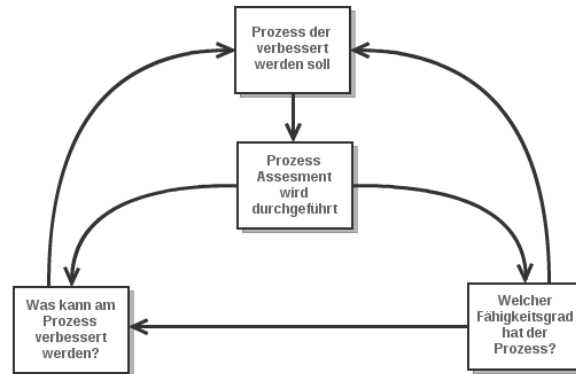 Prozess der
verbessert
werden soll
Prozess
Assesment
wird
durchgeführt
Was kann am
Prozess
verbessert
werden?
Welcher
Fähigkeitsgrad
hat der
Prozess?